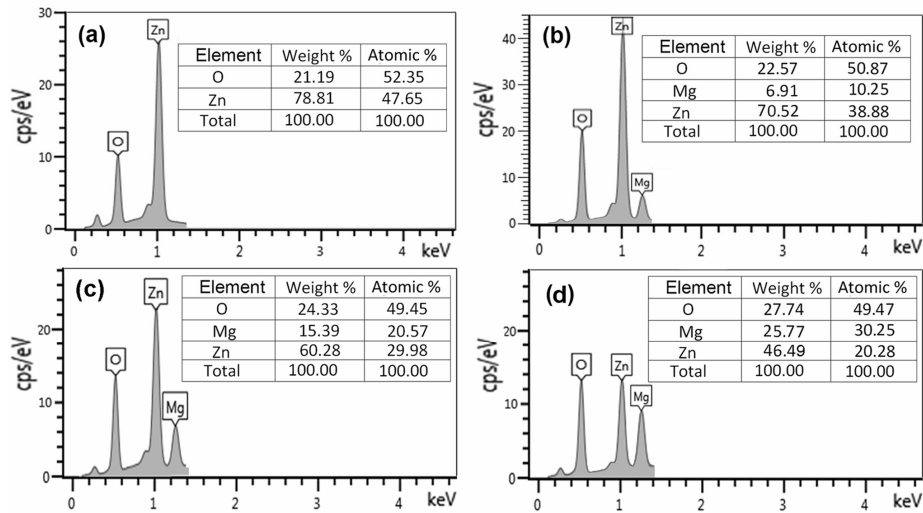 (a)
cps/eV
30
20
10
0
O
Zn
Element Weight % Atomic %
O 21.19 52.35
Zn 78.81 47.65
Total 100.00 100.00
0 1 2 3 4 keV
(b)
40
30
20
10
0
O
Zn
Mg
Element Weight % Atomic %
O 22.57 50.87
Mg 6.91 10.25
Zn 70.52 38.88
Total 100.00 100.00
0 1 2 3 4 keV
(c)
cps/eV
20
10
0
O
Zn
Mg
Element Weight % Atomic %
O 24.33 49.45
Mg 15.39 20.57
Zn 60.28 29.98
Total 100.00 100.00
0 1 2 3 4 keV
(d)
cps/eV
20
10
0
O
Zn
Mg
Element Weight % Atomic %
O 27.74 49.47
Mg 25.77 30.25
Zn 46.49 20.28
Total 100.00 100.00
0 1 2 3 4 keV